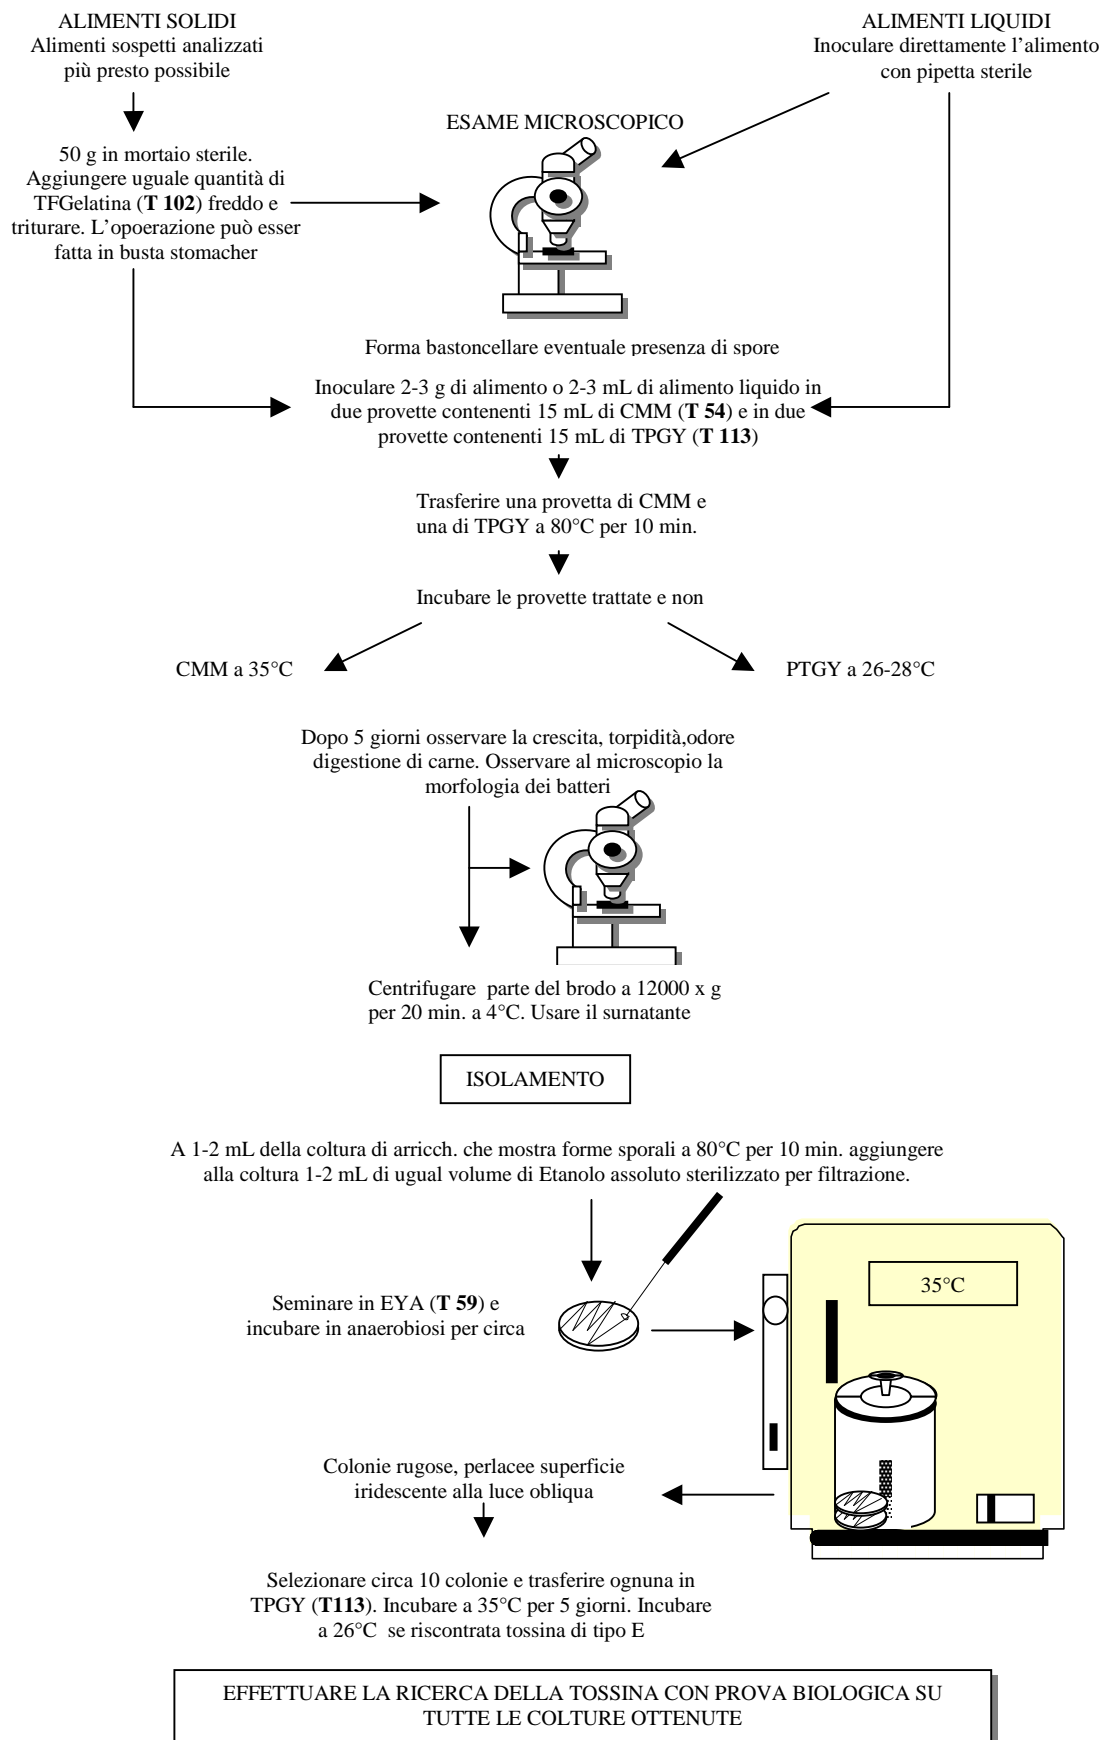 ALIMENTI SOLIDI
Alimenti sospetti analizzati
più presto possibile
ALIMENTI LIQUIDI
Inoculare direttamente l'alimento
con pipetta sterile
ESAME MICROSCOPICO
50 g in mortaio sterile.
Aggiungere uguale quantità di
TFGelatina (T 102) freddo e
triturare. L'opoerazione può esser
fatta in busta stomacher
Forma bastoncellare eventuale presenza di spore
Inoculare 2-3 g di alimento o 2-3 mL di alimento liquido in
due provette contenenti 15 mL di CMM (T 54) e in due
provette contenenti 15 mL di TPGY (T 113)
Trasferire una provetta di CMM e
una di TPGY a 80°C per 10 min.
Incubare le provette trattate e non
CMM a 35°C
PTGY a 26-28°C
Dopo 5 giorni osservare la crescita, torpidità,odore
digestione di carne. Osservare al microscopio la
morfologia dei batteri
Centrifugare parte del brodo a 12000 x g
per 20 min. a 4°C. Usare il surnatante
ISOLAMENTO
A 1-2 mL della coltura di arricch. che mostra forme sporali a 80°C per 10 min. aggiungere
alla coltura 1-2 mL di ugual volume di Etanolo assoluto sterilizzato per filtrazione.
35°C
Seminare in EYA (T 59) e
incubare in anaerobiosi per circa
Colonie rugose, perlacee superficie
iridescente alla luce obliqua
Selezionare circa 10 colonie e trasferire ognuna in
TPGY (T113). Incubare a 35°C per 5 giorni. Incubare
a 26°C se riscontrata tossina di tipo E
EFFETTUARE LA RICERCA DELLA TOSSINA CON PROVA BIOLOGICA SU
TUTTE LE COLTURE OTTENUTE